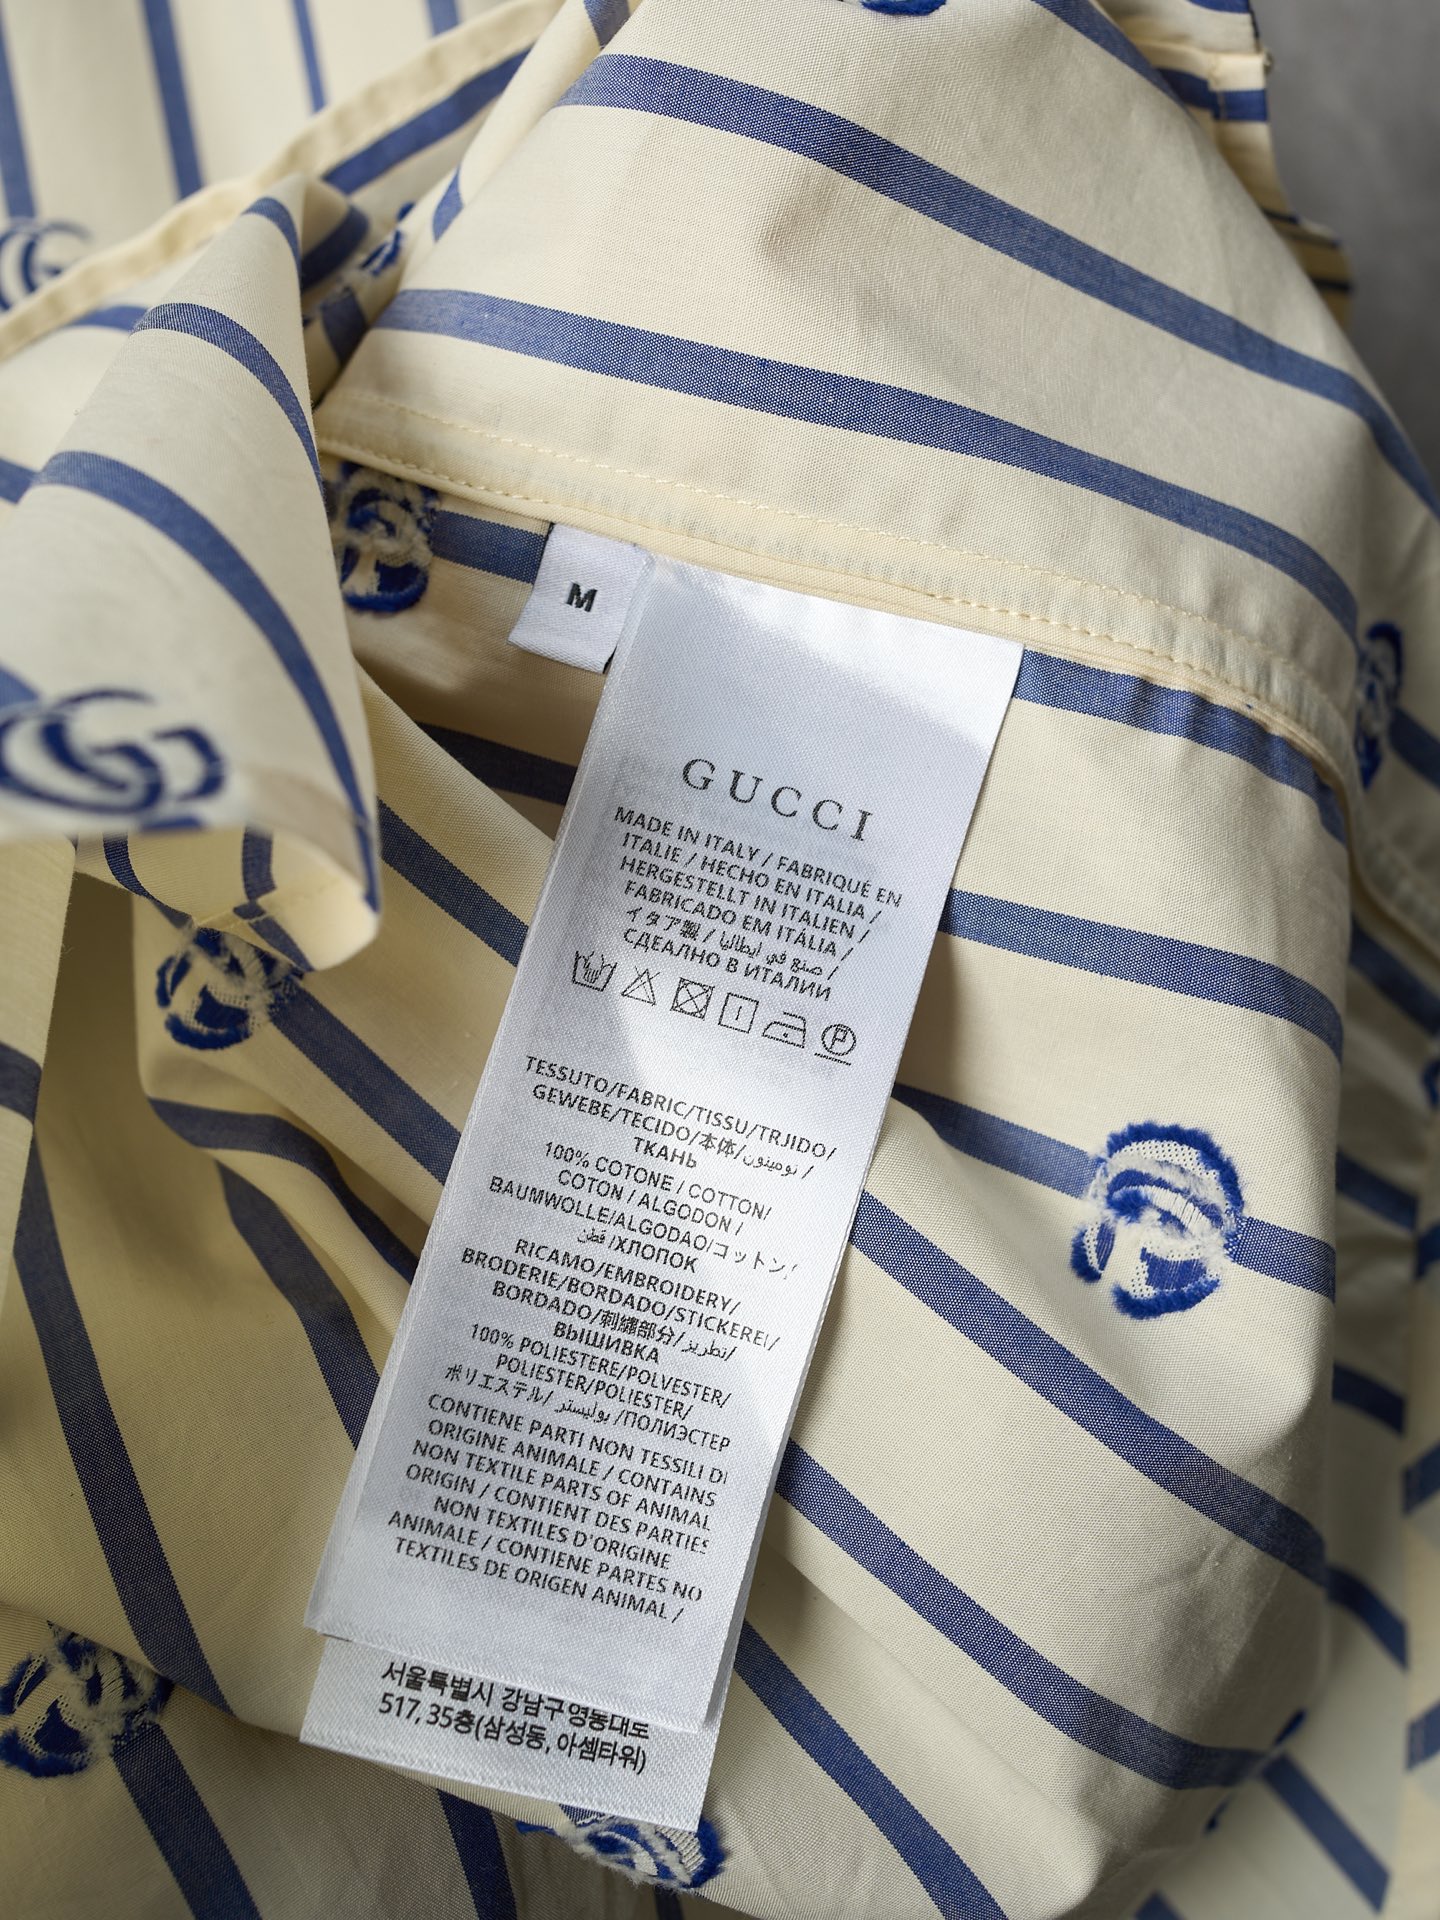 M
GUCCI
MADE IN ITALY / FABRIQUÉ EN
ITALIE / HECHO EN ITALIA /
HERGESTELLT IN ITALIEN /
FABRICADO EM ITÁLIA /
イタア製 / صنع في ايطاليا /
СДЕАЛНО В ИТАЛИИ
TESSUTO/FABRIC/TISSU/TRJIDO/
GEWEBE/TECIDO/本体/نومیتون /
ТКАНЬ
100% COTONE / COTTON/
COTON / ALGODON /
BAUMWOLLE/ALGODAO/コットン/
قطن /ХЛОПОК
RICAMO/EMBROIDERY/
BRODERIE/BORDADO/STICKEREI/
BORDADO/刺繍部分/تطريز/
ВЫШИВКА
100% POLIESTERE/POLVESTER/
POLIESTER/POLIESTER/
ポリエステル/ بوليستر /ПОЛИЭСТЕР
CONTIENE PARTI NON TESSILI DI
ORIGINE ANIMALE / CONTAINS
NON TEXTILE PARTS OF ANIMAL
ORIGIN / CONTIENT DES PARTIES
NON TEXTILES D'ORIGINE
ANIMALE / CONTIENE PARTES NO
TEXTILES DE ORIGEN ANIMAL /
서울특별시 강남구영동대로
517, 35층(삼성동, 아셈타워)